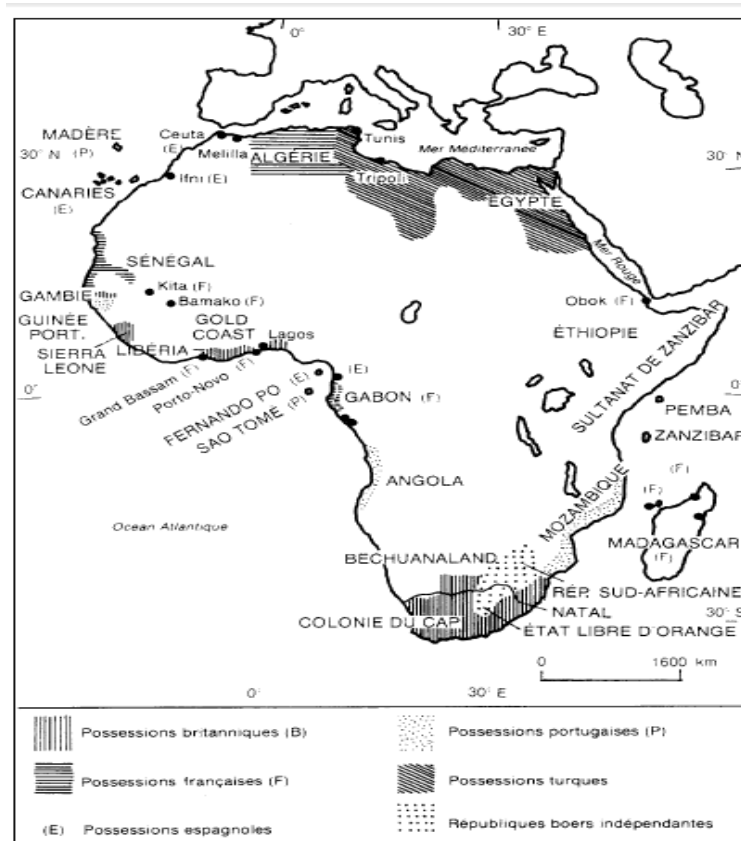 0°
30°E
MADÈRE
(P)
30°N
Ceuta
(E)
Melilla
ALGÉRIE
Tunis
Mer Méditerranée
30°N
CANARIES
(E)
Ifni (E)
Tripoli
ÉGYPTE
Mer Rouge
SÉNÉGAL
Kita (F)
Bamako (F)
GAMBIE
GUINÉE
PORT.
SIERRA
LEONE
LIBÉRIA
GOLD
COAST
Lagos
Obok (F)
ÉTHIOPIE
SULTANAT DE ZANZIBAR
0°
Grand Bassam (F)
Porto-Novo (F)
FERNANDO PO (E)
SAO TOMÉ (P)
(E)
GABON (F)
0°
PEMBA
ZANZIBAR
(F)
(F)
ANGOLA
MOZAMBIQUE
Ocean Atlantique
MADAGASCAR
(F)
BECHUANALAND
RÉP. SUD-AFRICAINE
NATAL
30°S
COLONIE DU CAP
ÉTAT LIBRE D'ORANGE
0
1600 km
0°
30°E
Possessions britanniques (B)
Possessions portugaises (P)
Possessions françaises (F)
Possessions turques
(E) Possessions espagnoles
Républiques boers indépendantes